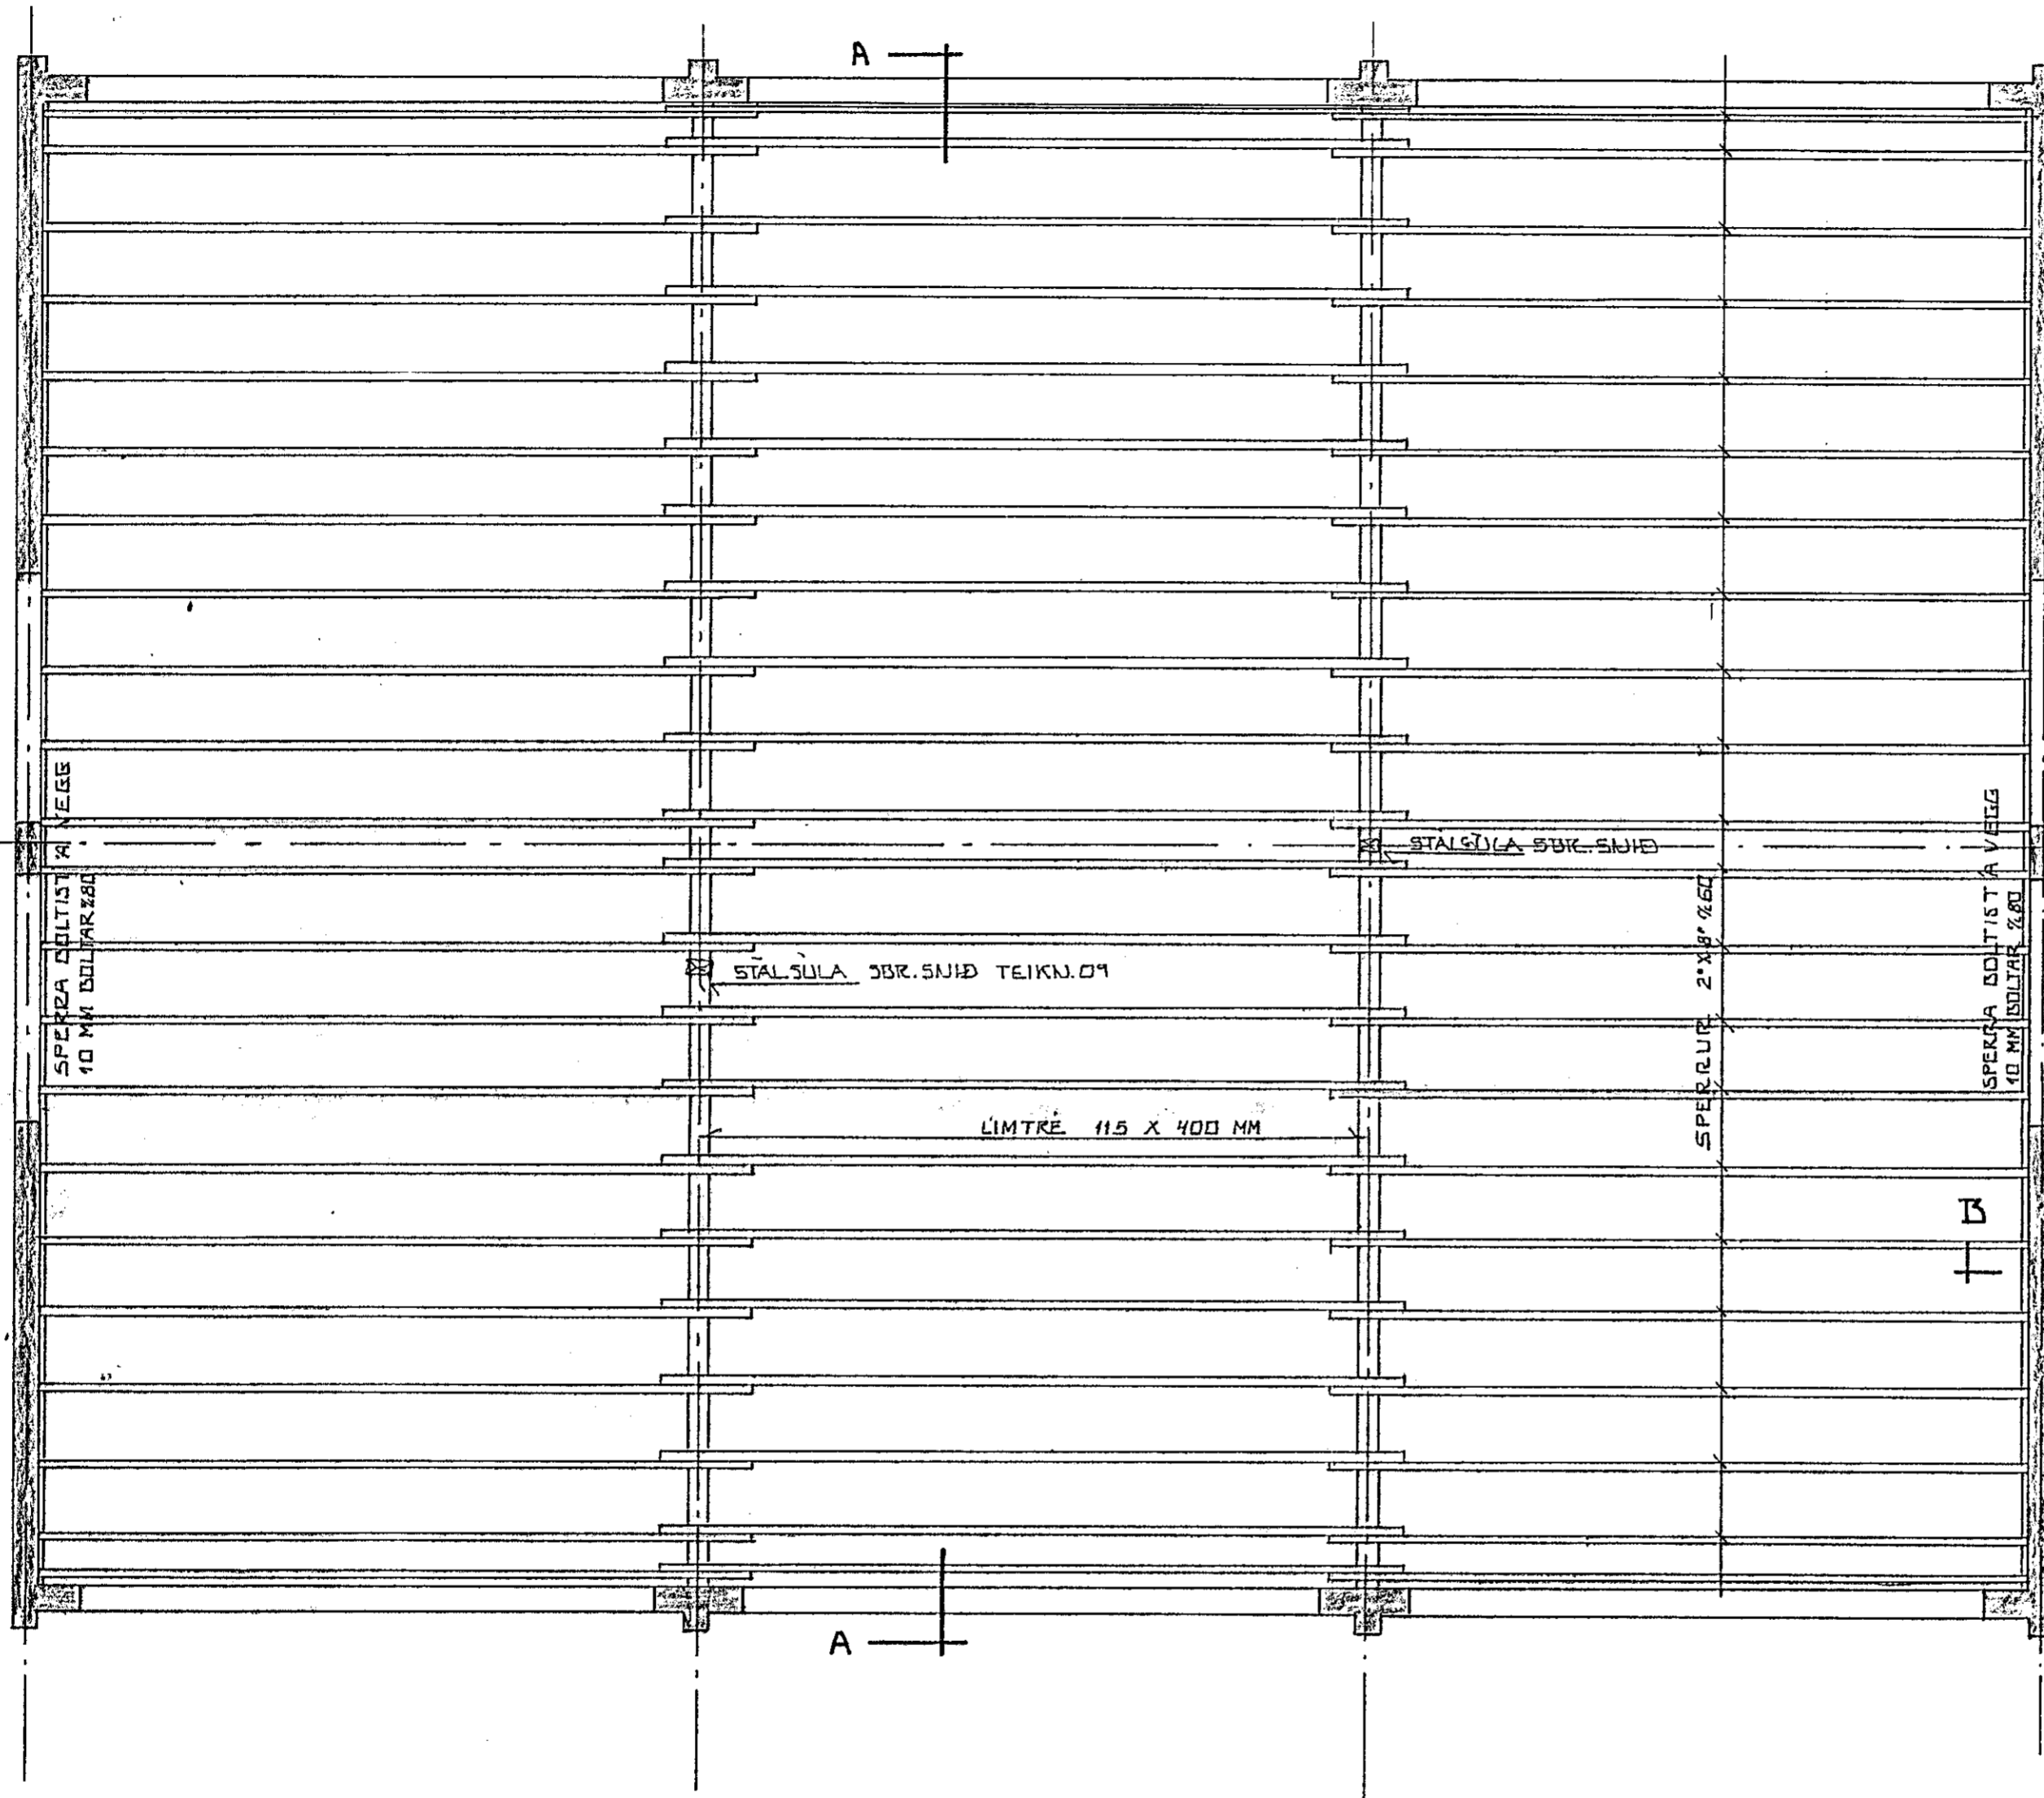 A
SPERRA BOLTIST Á VEGG
10 MM BOLTAR %80
STÁLSÚLA SBR. SNIÐ
STÁLSÚLA SBR. SNIÐ TEIKN. 09
SPERRUR 2"X8" %60
SPERRA BOLTIST Á VEGG
10 MM BOLTAR %80
LÍMTRÉ 115 X 400 MM
B
A